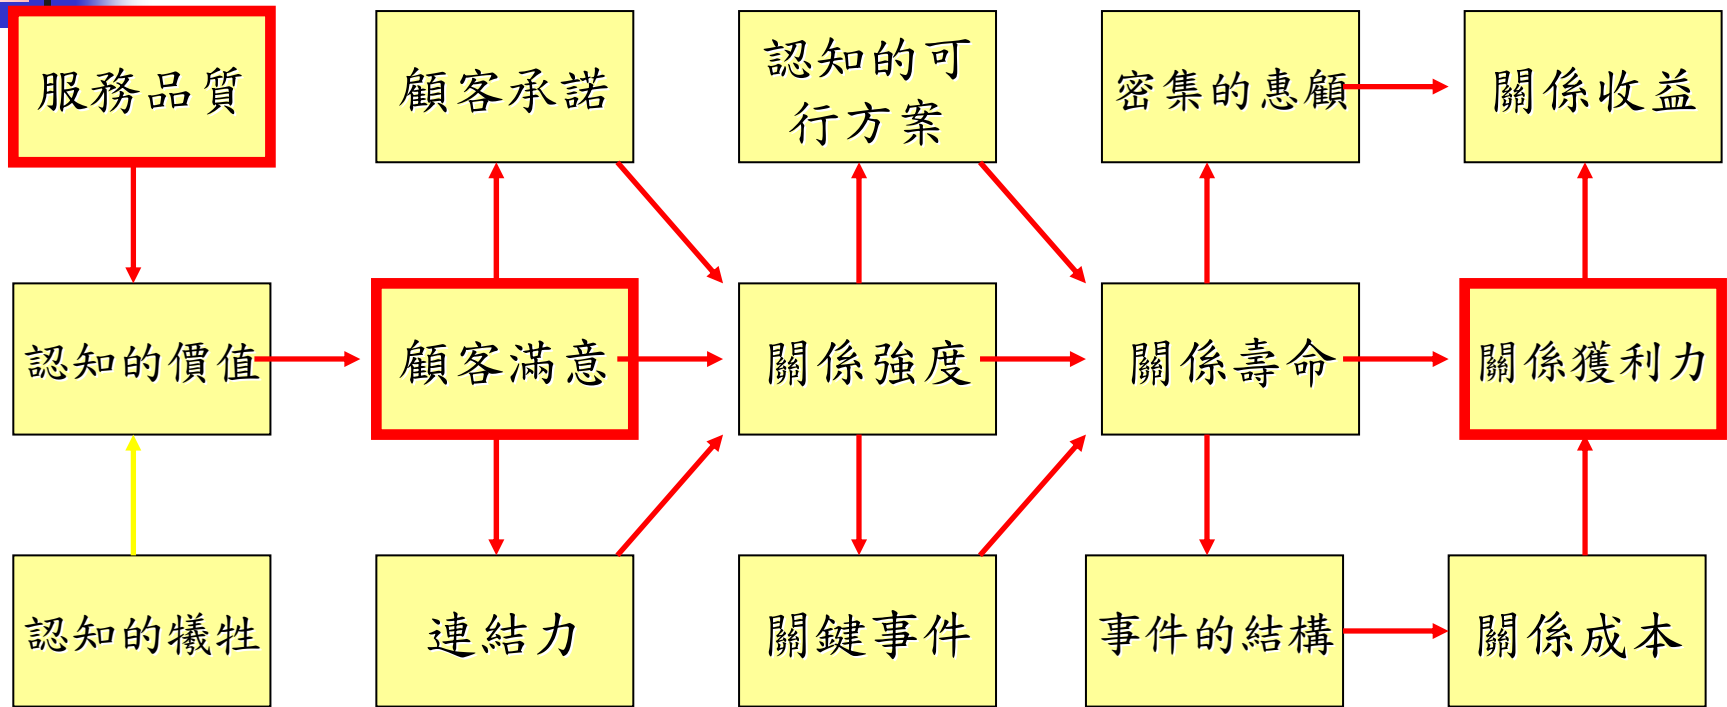 服務品質
顧客承諾
認知的可
行方案
密集的惠顧
關係收益
認知的價值
顧客滿意
關係強度
關係壽命
關係獲利力
認知的犧牲
連結力
關鍵事件
事件的結構
關係成本